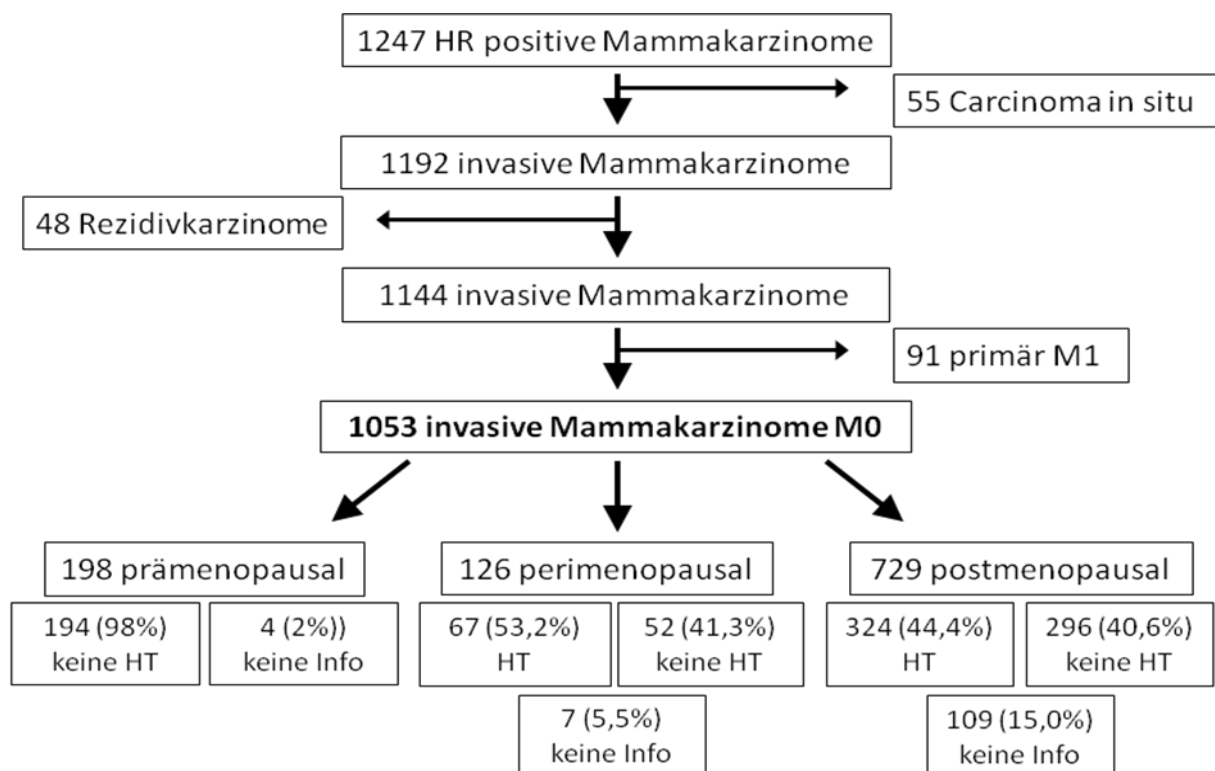 1247 HR positive Mammakarzinome
55 Carcinoma in situ
1192 invasive Mammakarzinome
48 Rezidivkarzinome
1144 invasive Mammakarzinome
91 primär M1
1053 invasive Mammakarzinome M0
198 prämenopausal
126 perimenopausal
729 postmenopausal
194 (98%)
keine HT
4 (2%))
keine Info
67 (53,2%)
HT
52 (41,3%)
keine HT
324 (44,4%)
HT
296 (40,6%)
keine HT
7 (5,5%)
keine Info
109 (15,0%)
keine Info